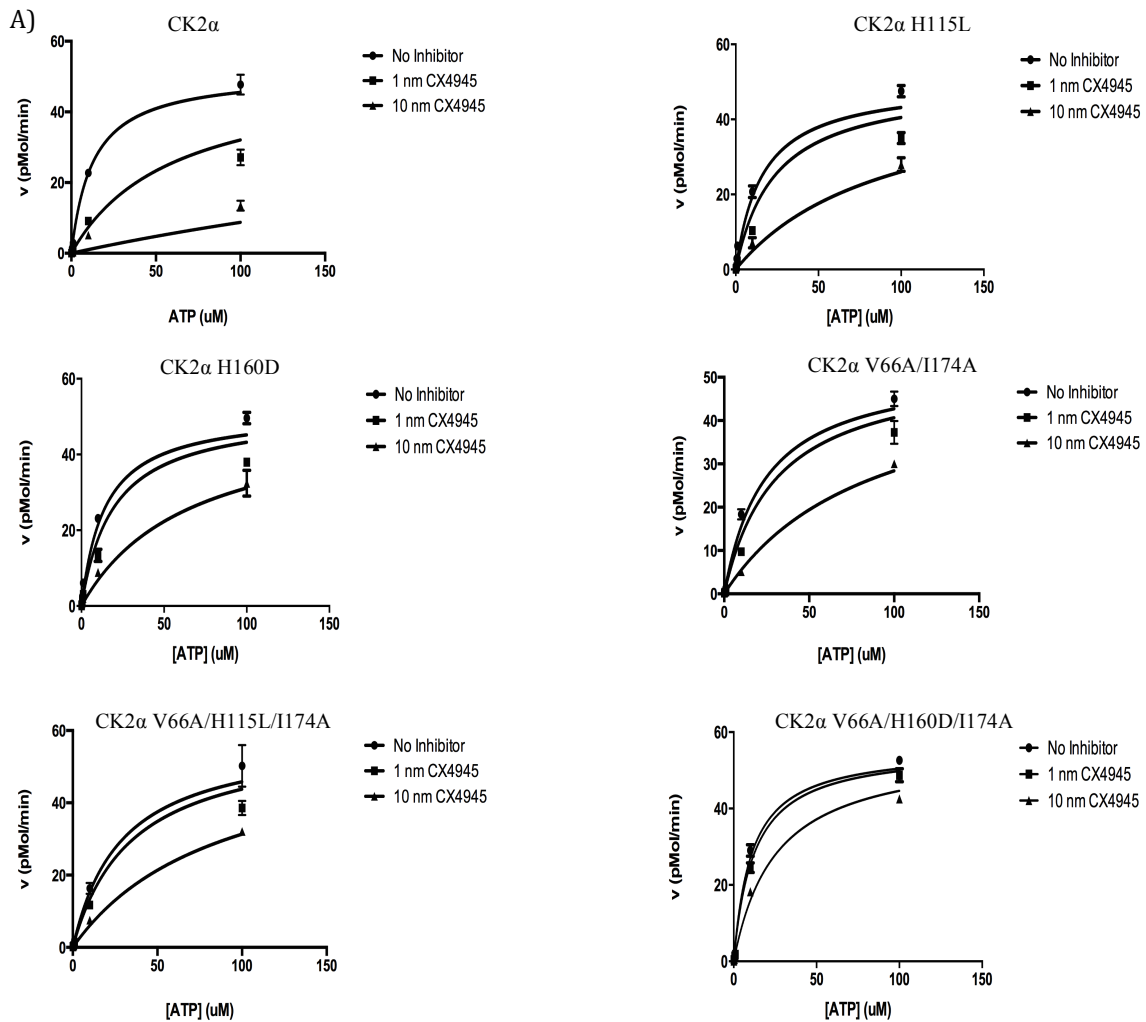 A)
CK2α
60
40
20
0
0
50
100
150
v (pMol/min)
ATP (uM)
No Inhibitor
1 nm CX4945
10 nm CX4945
CK2α H115L
60
40
20
0
0
50
100
150
v (pMol/min)
[ATP] (uM)
No Inhibitor
1 nm CX4945
10 nm CX4945
CK2α H160D
60
40
20
0
0
50
100
150
v (pMol/min)
[ATP] (uM)
No Inhibitor
1 nm CX4945
10 nm CX4945
CK2α V66A/I174A
50
40
30
20
10
0
0
50
100
150
v (pMol/min)
[ATP] (uM)
No Inhibitor
1 nm CX4945
10 nm CX4945
CK2α V66A/H115L/I174A
60
40
20
0
0
50
100
150
v (pMol/min)
[ATP] (uM)
No Inhibitor
1 nm CX4945
10 nm CX4945
CK2α V66A/H160D/I174A
60
40
20
0
0
50
100
150
v (pMol/min)
[ATP] (uM)
No Inhibitor
1 nm CX4945
10 nm CX4945